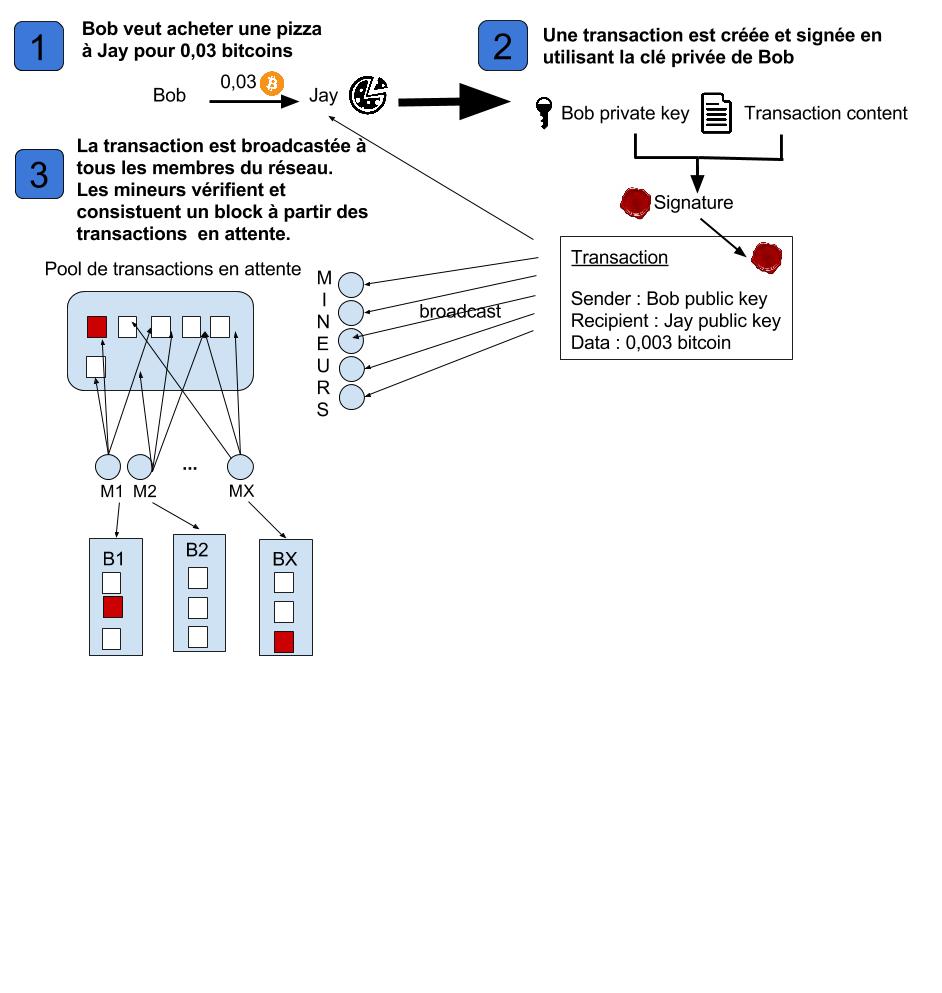 1
Bob veut acheter une pizza
à Jay pour 0,03 bitcoins
Bob
0,03
Jay
2
Une transaction est créée et signée en
utilisant la clé privée de Bob
Bob private key
Transaction content
Signature
Transaction
Sender : Bob public key
Recipient : Jay public key
Data : 0,003 bitcoin
3
La transaction est broadcastée à
tous les membres du réseau.
Les mineurs vérifient et
consistuent un block à partir des
transactions en attente.
Pool de transactions en attente
M
I
N
E
U
R
S
broadcast
M1
M2
...
MX
B1
B2
BX